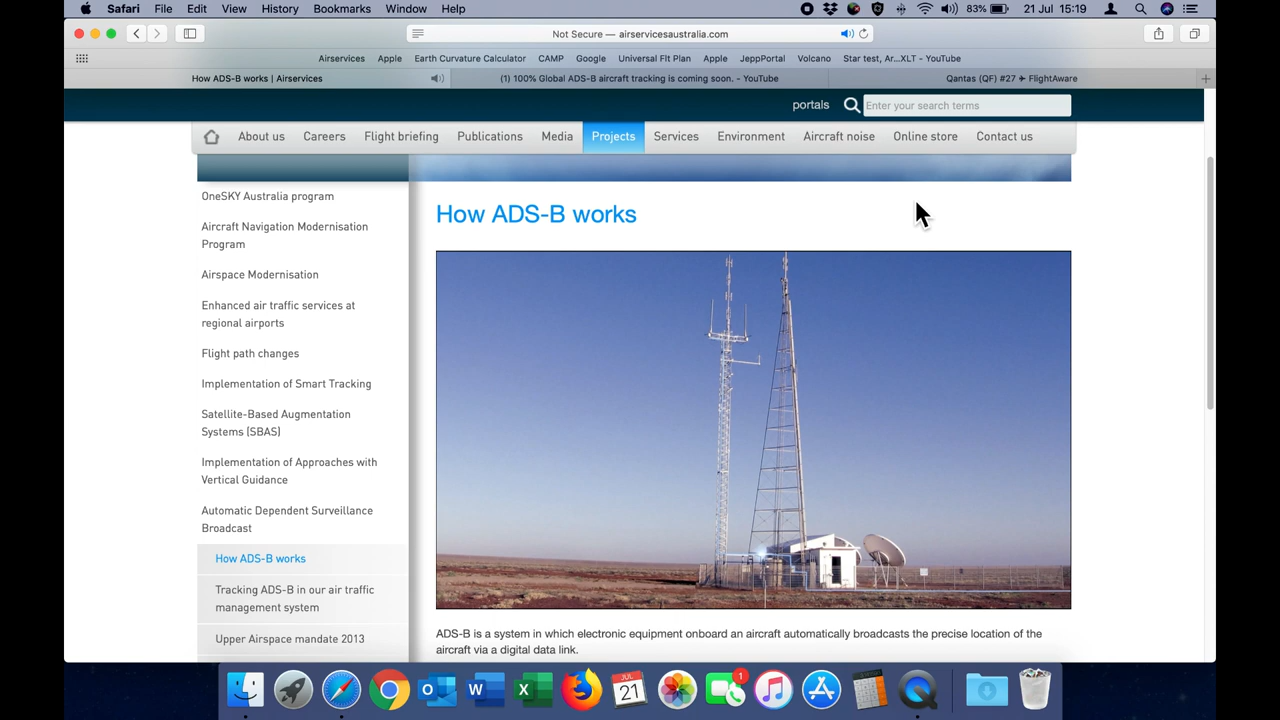 Safari File Edit View History Bookmarks Window Help 83% 21 Jul 15:19
Not Secure — airservicesaustralia.com
Airservices Apple Earth Curvature Calculator CAMP Google Universal Flt Plan Apple JeppPortal Volcano Star test, Ar...XLT - YouTube
How ADS-B works | Airservices (1) 100% Global ADS-B aircraft tracking is coming soon. - YouTube Qantas (QF) #27 ✈ FlightAware
portals Enter your search terms
About us Careers Flight briefing Publications Media Projects Services Environment Aircraft noise Online store Contact us
OneSKY Australia program
Aircraft Navigation Modernisation
Program
Airspace Modernisation
Enhanced air traffic services at
regional airports
Flight path changes
Implementation of Smart Tracking
Satellite-Based Augmentation
Systems (SBAS)
Implementation of Approaches with
Vertical Guidance
Automatic Dependent Surveillance
Broadcast
How ADS-B works
Tracking ADS-B in our air traffic
management system
Upper Airspace mandate 2013
How ADS-B works
ADS-B is a system in which electronic equipment onboard an aircraft automatically broadcasts the precise location of the
aircraft via a digital data link.
JUL
21
1